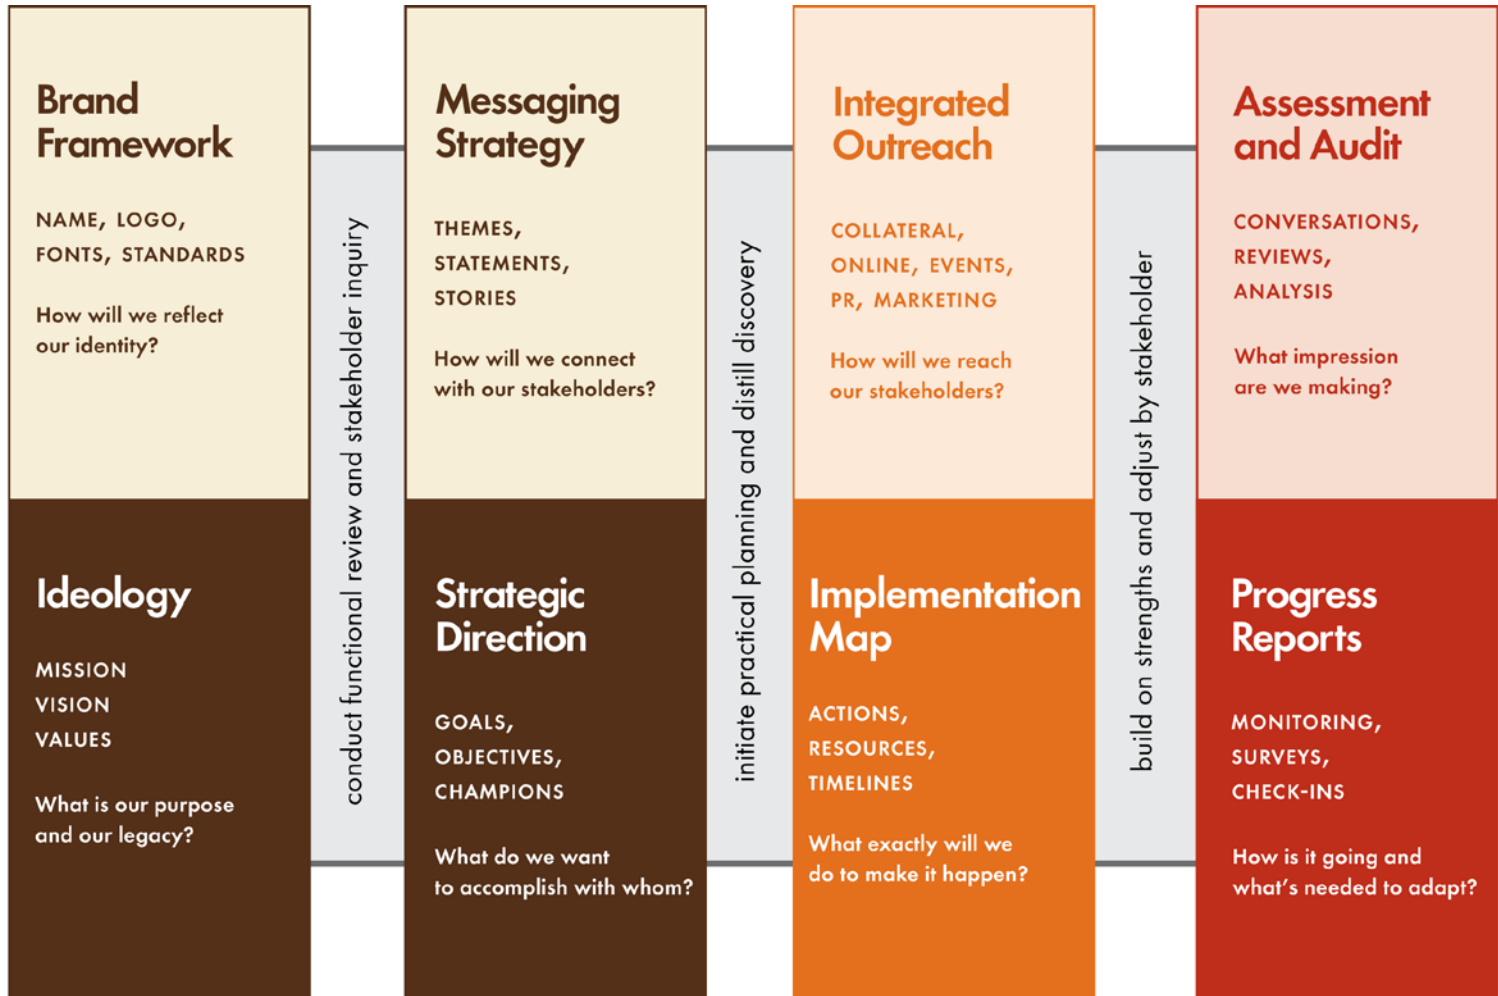 Brand
Framework
NAME, LOGO,
FONTS, STANDARDS
How will we reflect
our identity?
Ideology
MISSION
VISION
VALUES
What is our purpose
and our legacy?
conduct functional review and stakeholder inquiry
Messaging
Strategy
THEMES,
STATEMENTS,
STORIES
How will we connect
with our stakeholders?
Strategic
Direction
GOALS,
OBJECTIVES,
CHAMPIONS
What do we want
to accomplish with whom?
initiate practical planning and distill discovery
Integrated
Outreach
COLLATERAL,
ONLINE, EVENTS,
PR, MARKETING
How will we reach
our stakeholders?
Implementation
Map
ACTIONS,
RESOURCES,
TIMELINES
What exactly will we
do to make it happen?
build on strengths and adjust by stakeholder
Assessment
and Audit
CONVERSATIONS,
REVIEWS,
ANALYSIS
What impression
are we making?
Progress
Reports
MONITORING,
SURVEYS,
CHECK-INS
How is it going and
what's needed to adapt?